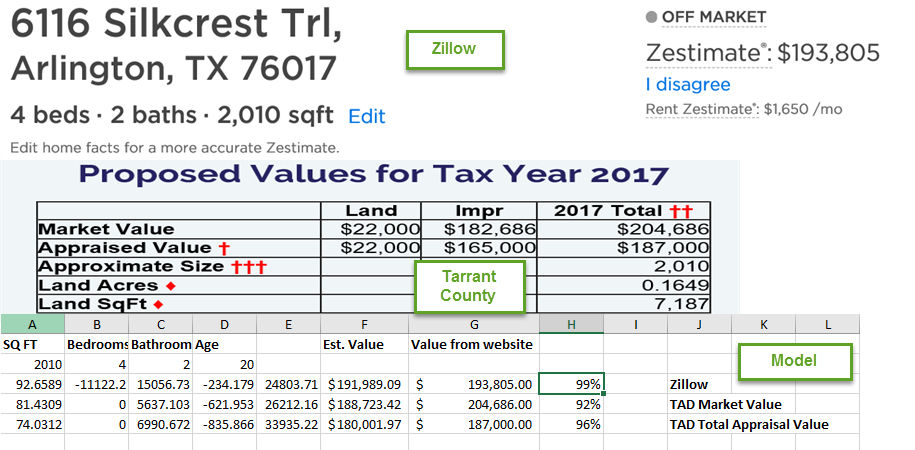 6116 Silkcrest Trl,
Arlington, TX 76017
4 beds · 2 baths · 2,010 sqft Edit
Edit home facts for a more accurate Zestimate.
Zillow
OFF MARKET
Zestimate®: $193,805
I disagree
Rent Zestimate®: $1,650 /mo
Proposed Values for Tax Year 2017
Land Impr 2017 Total ††
Market Value $22,000 $182,686 $204,686
Appraised Value † $22,000 $165,000 $187,000
Approximate Size ††† 2,010
Land Acres ♦ 0.1649
Land SqFt ♦ 7,187
Tarrant
County
A B C D E F G H I J K L
SQ FT Bedrooms Bathroom Age Est. Value Value from website
2010 4 2 20
92.6589 -11122.2 15056.73 -234.179 24803.71 $191,989.09 $ 193,805.00 99% Zillow
81.4309 0 5637.103 -621.953 26212.16 $188,723.42 $ 204,686.00 92% TAD Market Value
74.0312 0 6990.672 -835.866 33935.22 $180,001.97 $ 187,000.00 96% TAD Total Appraisal Value
Model